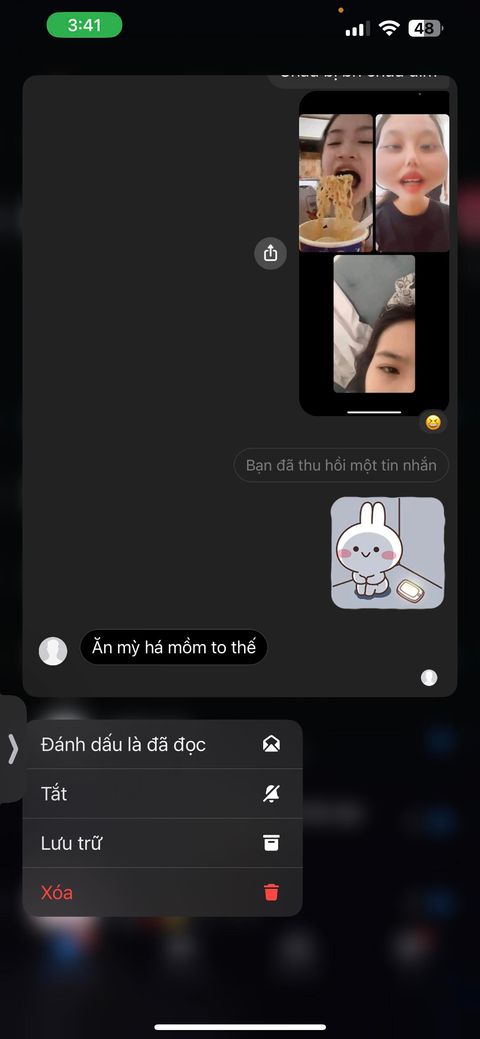 3:41
48
Bạn đã thu hồi một tin nhắn
Ăn mỳ há mồm to thế
Đánh dấu là đã đọc
Tắt
Lưu trữ
Xóa